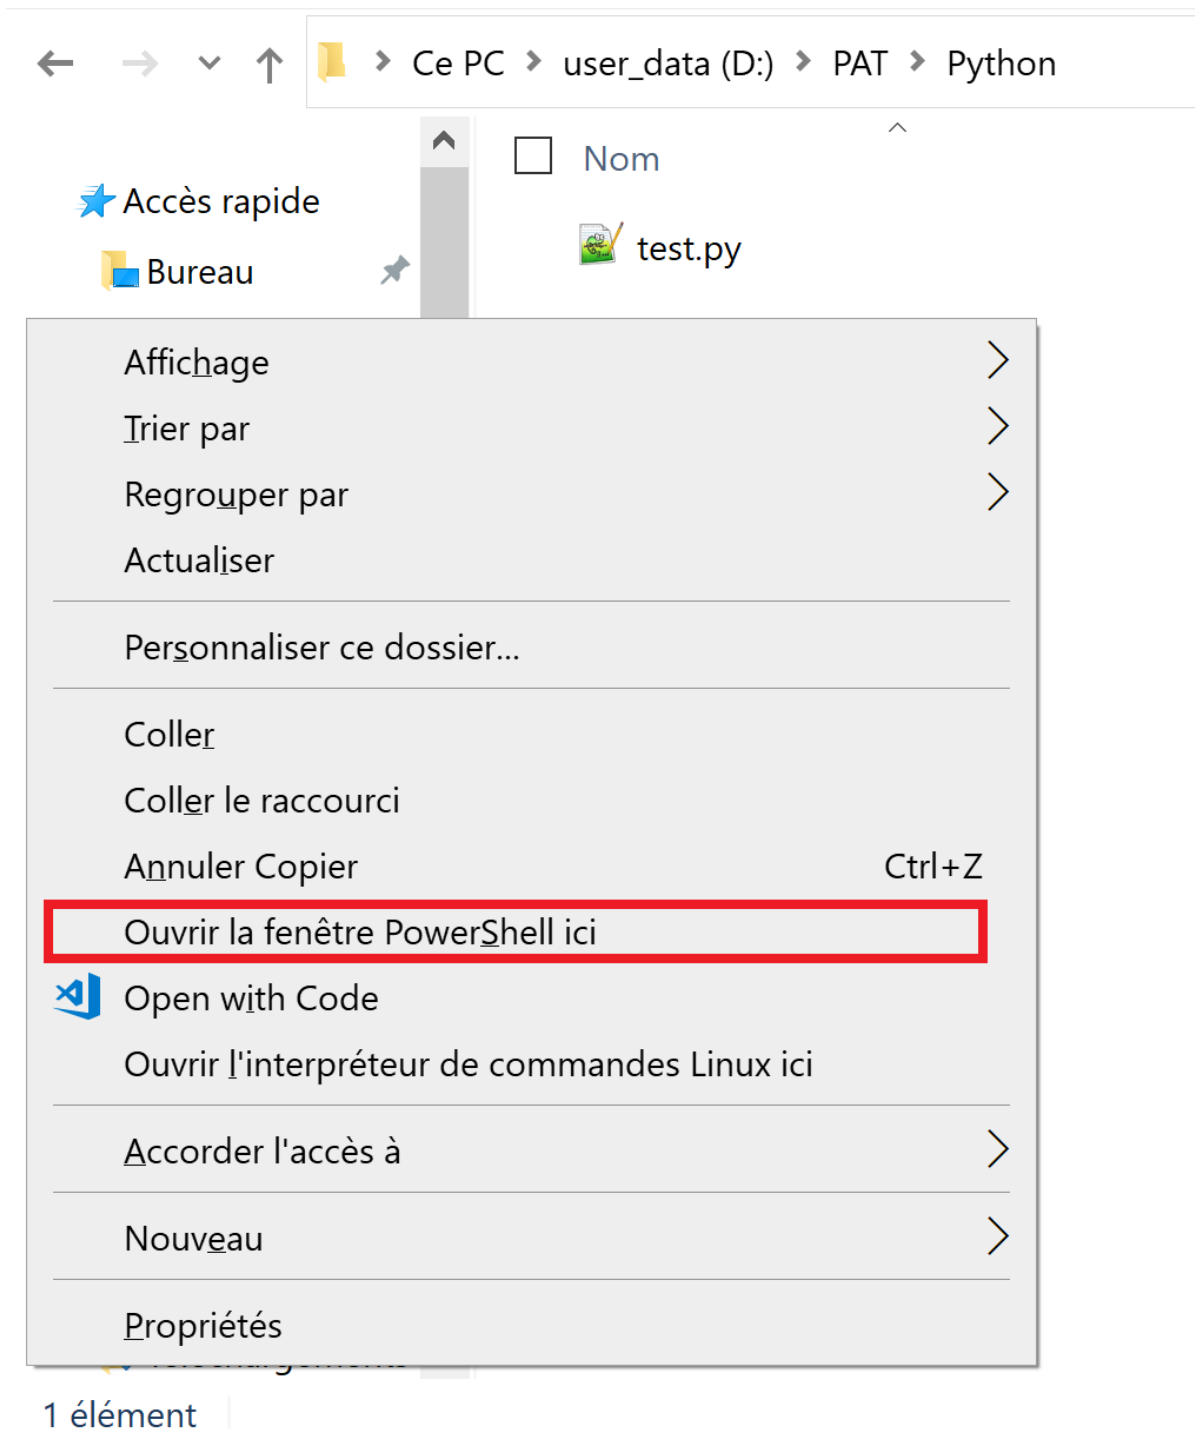 Ce PC > user_data (D:) > PAT > Python
Nom
Accès rapide
test.py
Bureau
Affichage
Trier par
Regrouper par
Actualiser
Personnaliser ce dossier...
Coller
Coller le raccourci
Annuler Copier Ctrl+Z
Ouvrir la fenêtre PowerShell ici
Open with Code
Ouvrir l'interpréteur de commandes Linux ici
Accorder l'accès à
Nouveau
Propriétés
1 élément